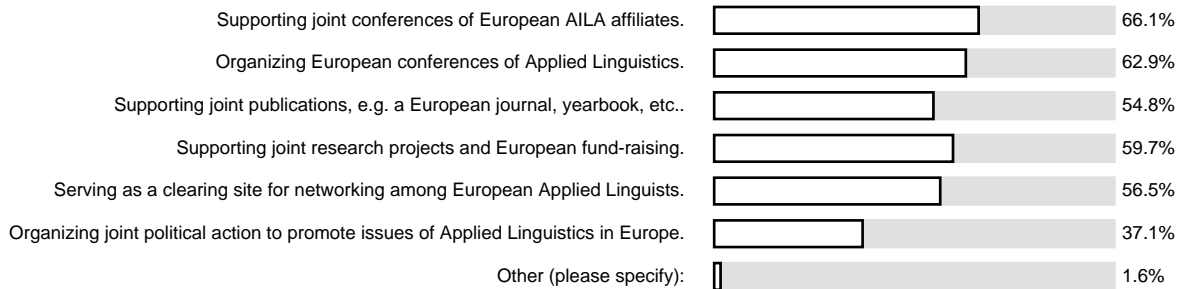 Supporting joint conferences of European AILA affiliates. 66.1%
Organizing European conferences of Applied Linguistics. 62.9%
Supporting joint publications, e.g. a European journal, yearbook, etc.. 54.8%
Supporting joint research projects and European fund-raising. 59.7%
Serving as a clearing site for networking among European Applied Linguists. 56.5%
Organizing joint political action to promote issues of Applied Linguistics in Europe. 37.1%
Other (please specify): 1.6%